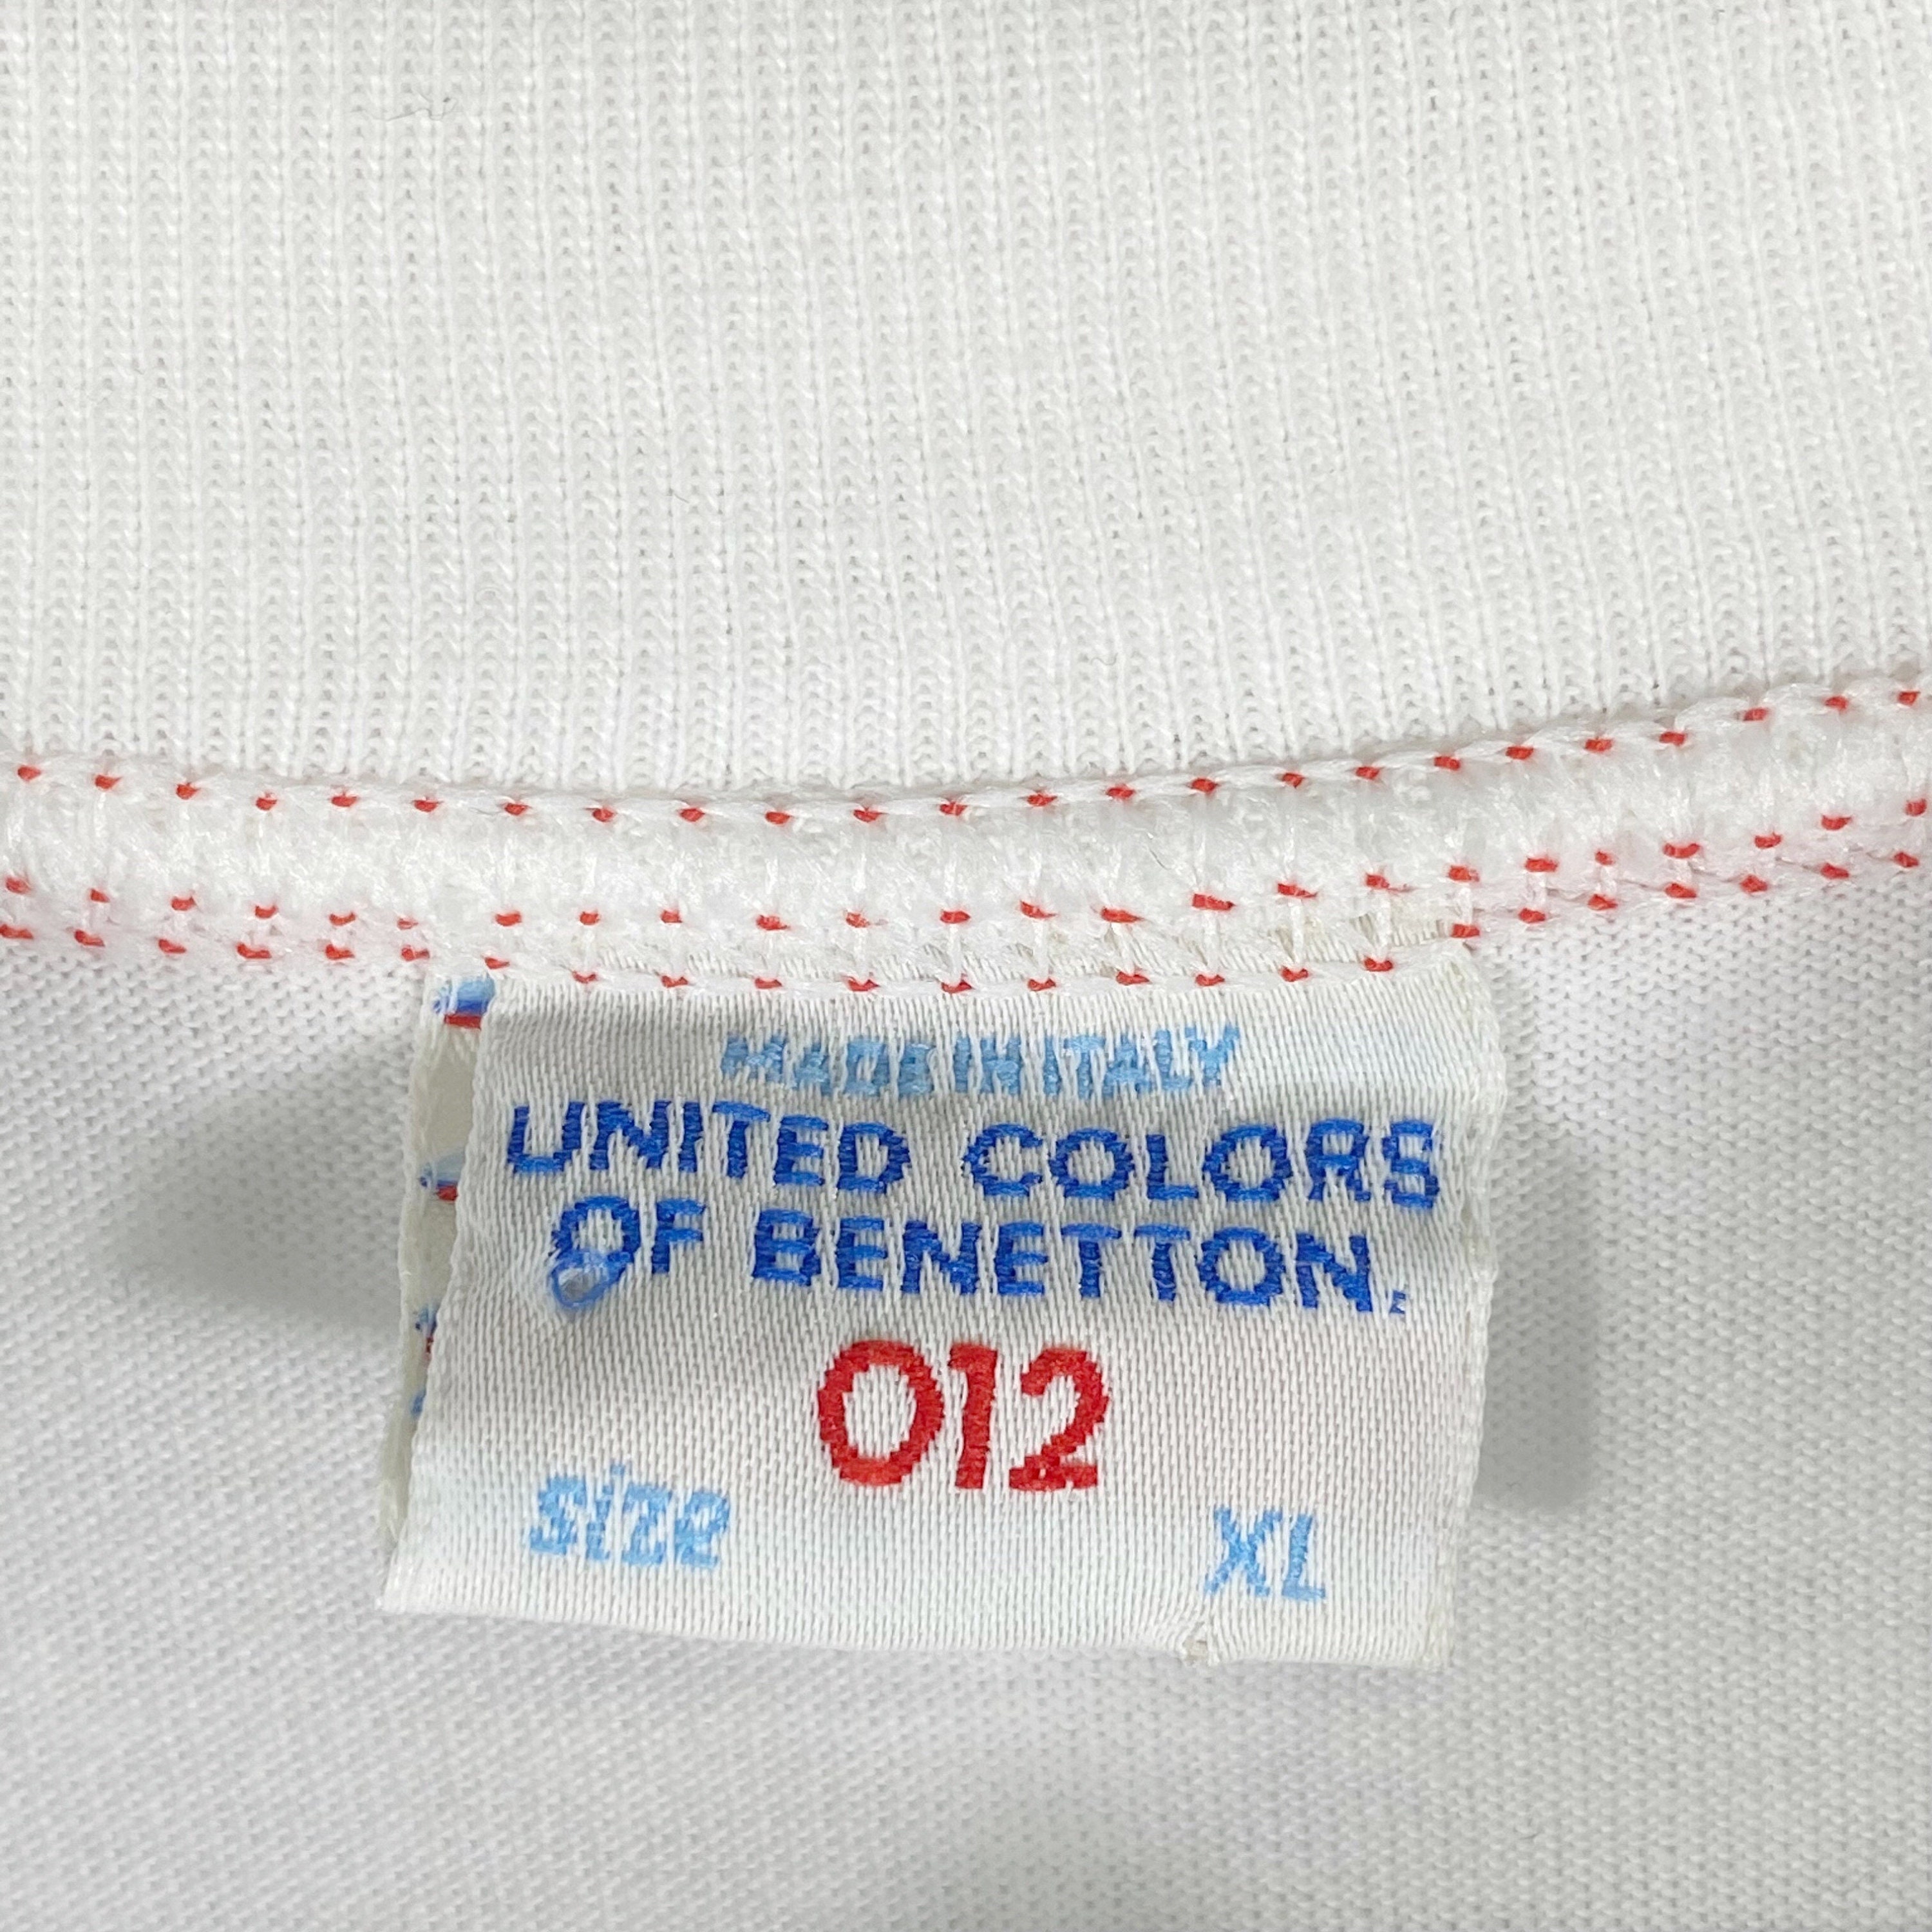 MADE IN ITALY
UNITED COLORS
OF BENETTON.
012
SiZe XL